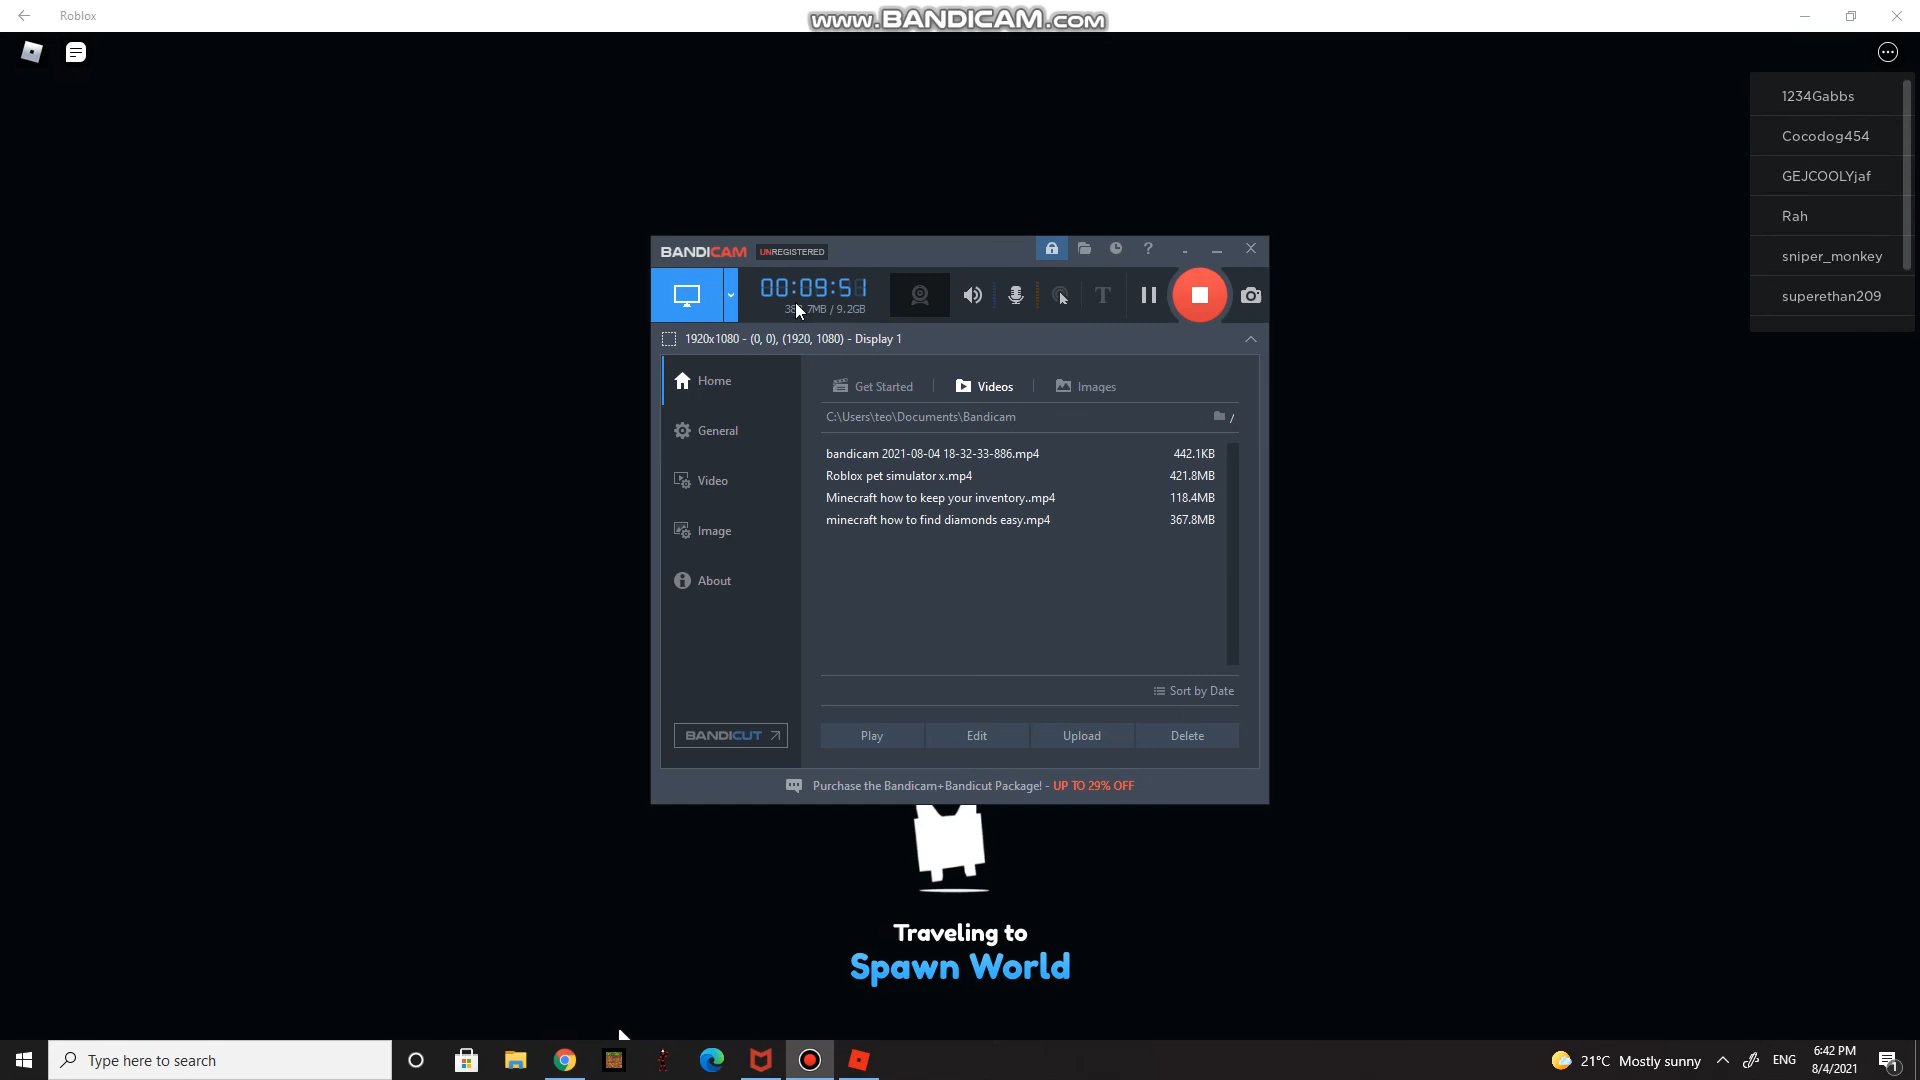 Roblox
www.BANDICAM.com
1234Gabbs
Cocodog454
GEJCOOLYjaf
Rah
sniper_monkey
superethan209
BANDICAM UNREGISTERED
?
00:09:51
7MB / 9.2GB
T
1920x1080 - (0, 0), (1920, 1080) - Display 1
Home
General
Video
Image
About
BANDICUT
Get Started
Videos
Images
C:\Users\teo\Documents\Bandicam
/
bandicam 2021-08-04 18-32-33-886.mp4 442.1KB
Roblox pet simulator x.mp4 421.8MB
Minecraft how to keep your inventory..mp4 118.4MB
minecraft how to find diamonds easy.mp4 367.8MB
Sort by Date
Play
Edit
Upload
Delete
Purchase the Bandicam+Bandicut Package! - UP TO 29% OFF
Traveling to
Spawn World
Type here to search
21°C Mostly sunny
ENG
6:42 PM
8/4/2021
1